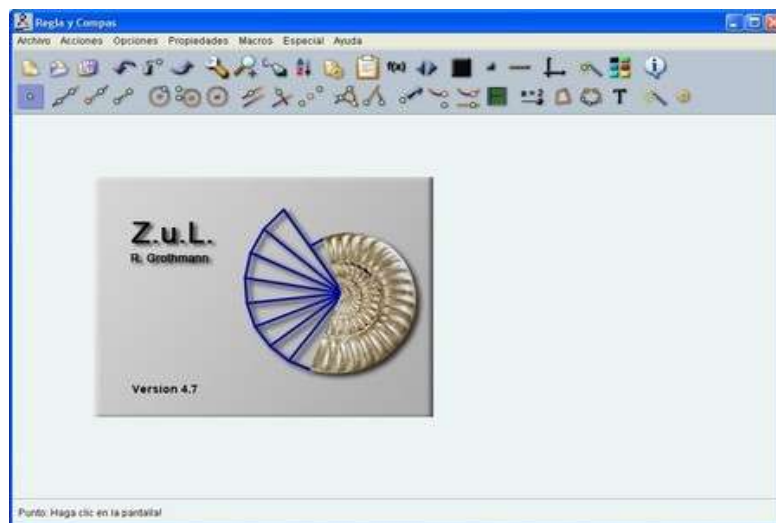 Regla y Compas
Archivo Acciones Opciones Propiedades Macros Especial Ayuda
f(x)
T
Z.u.L.
R. Grothmann
Version 4.7
Punto: Haga clic en la pantalla!